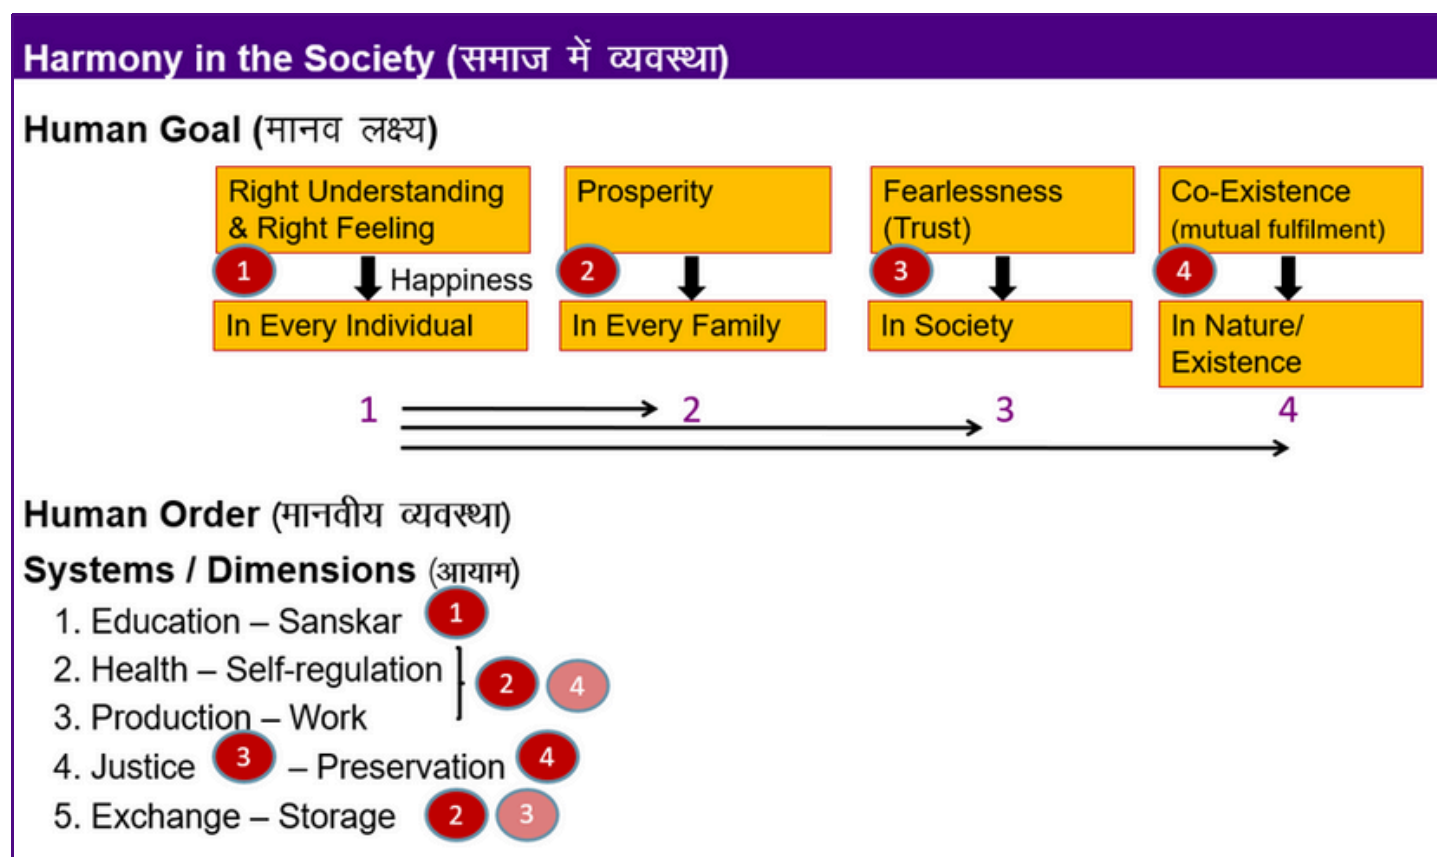 Harmony in the Society (समाज में व्यवस्था)
Human Goal (मानव लक्ष्य)
Right Understanding
& Right Feeling
Prosperity
Fearlessness
(Trust)
Co-Existence
(mutual fulfilment)
1
Happiness
2
3
4
In Every Individual
In Every Family
In Society
In Nature/
Existence
1
2
3
4
Human Order (मानवीय व्यवस्था)
Systems / Dimensions (आयाम)
1. Education – Sanskar 1
2. Health – Self-regulation
2 4
3. Production – Work
4. Justice 3 – Preservation 4
5. Exchange – Storage 2 3